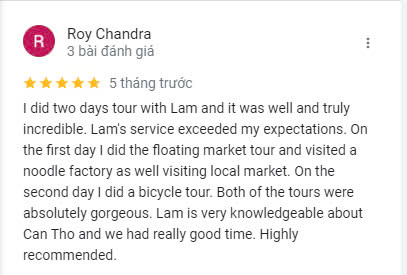 R
Roy Chandra
3 bài đánh giá
5 tháng trước
I did two days tour with Lam and it was well and truly
incredible. Lam's service exceeded my expectations. On
the first day I did the floating market tour and visited a
noodle factory as well visiting local market. On the
second day I did a bicycle tour. Both of the tours were
absolutely gorgeous. Lam is very knowledgeable about
Can Tho and we had really good time. Highly
recommended.